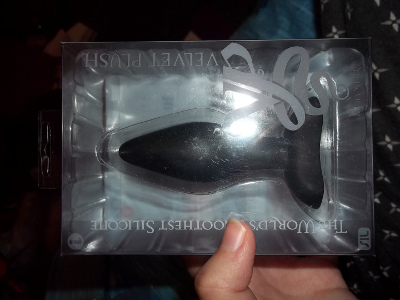 VELVET PLUSH
THE WORLD'S SMOOTHEST SILICONE